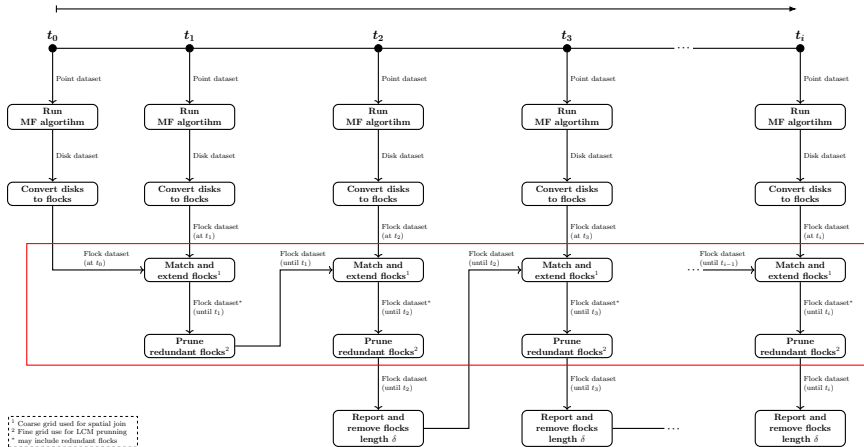 t0 t1 t2 t3 ... ti
Point dataset Point dataset Point dataset Point dataset Point dataset
Run Run Run Run Run
MF algortihm MF algortihm MF algortihm MF algortihm MF algortihm
Disk dataset Disk dataset Disk dataset Disk dataset Disk dataset
Convert disks Convert disks Convert disks Convert disks Convert disks
to flocks to flocks to flocks to flocks to flocks
Flock dataset Flock dataset Flock dataset Flock dataset
(at t1) (at t2) (at t3) (at ti)
Flock dataset Flock dataset Flock dataset Flock dataset
(at t0) (until t1) (until t2) (until ti−1)
Match and Match and Match and Match and
extend flocks1 extend flocks1 extend flocks1 ... extend flocks1
Flock dataset* Flock dataset* Flock dataset* Flock dataset*
(until t1) (until t2) (until t3) (until ti)
Prune Prune Prune Prune
redundant flocks2 redundant flocks2 redundant flocks2 redundant flocks2
Flock dataset Flock dataset Flock dataset
(until t2) (until t3) (until ti)
Report and Report and Report and
remove flocks remove flocks ... remove flocks
length δ length δ length δ
1 Coarse grid used for spatial join
2 Fine grid use for LCM prunning
* may include redundant flocks